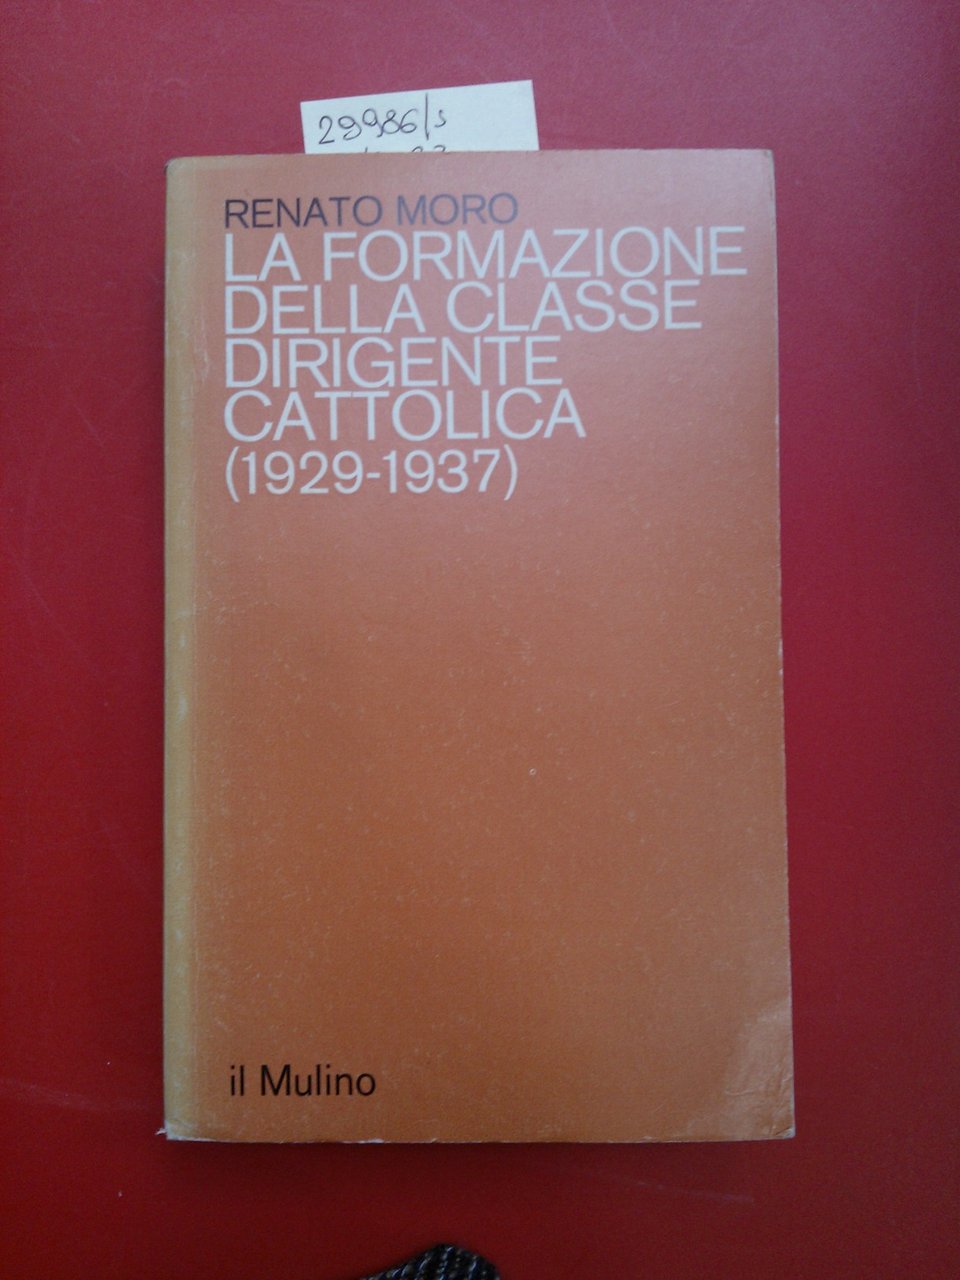 29986/s
RENATO MORO
LA FORMAZIONE
DELLA CLASSE
DIRIGENTE
CATTOLICA
(1929-1937)
il Mulino